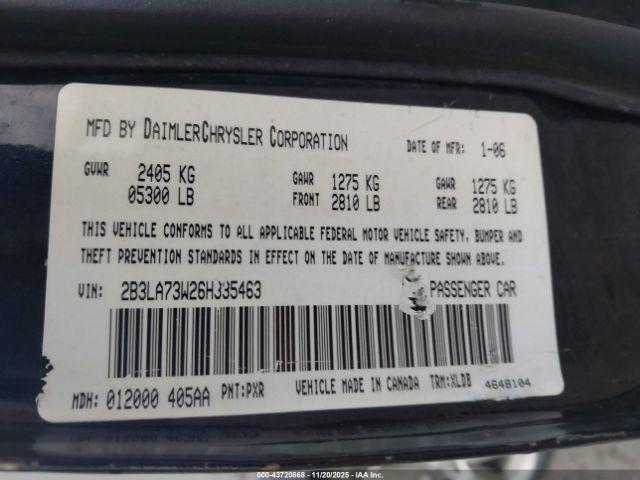 MFD BY DAIMLERCHRYSLER CORPORATION DATE OF MFR: 1-06
GVWR 2405 KG GAWR 1275 KG GAWR 1275 KG
05300 LB FRONT 2810 LB REAR 2810 LB
THIS VEHICLE CONFORMS TO ALL APPLICABLE FEDERAL MOTOR VEHICLE SAFETY, BUMPER AND
THEFT PREVENTION STANDARDS IN EFFECT ON THE DATE OF MANUFACTURE SHOWN ABOVE.
VIN: 2B3LA73W26H335463 PASSENGER CAR
MDH: 012000 405AA PNT:PXR VEHICLE MADE IN CANADA TRM:XLDB 4648104
000-43720868 - 11/20/2025 - IAAI.COM